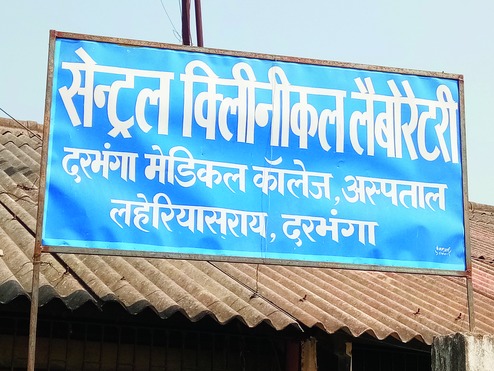 सेन्ट्रल क्लिीनीकल लैबोरैटरी
दरभंगा मेडिकल कॉलेज,अस्पताल
लहेरियासराय, दरभंगा